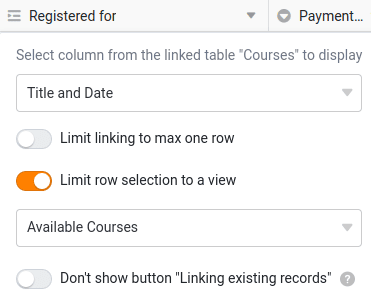 Registered for
Payment...
Select column from the linked table "Courses" to display
Title and Date
Limit linking to max one row
Limit row selection to a view
Available Courses
Don't show button "Linking existing records" ?